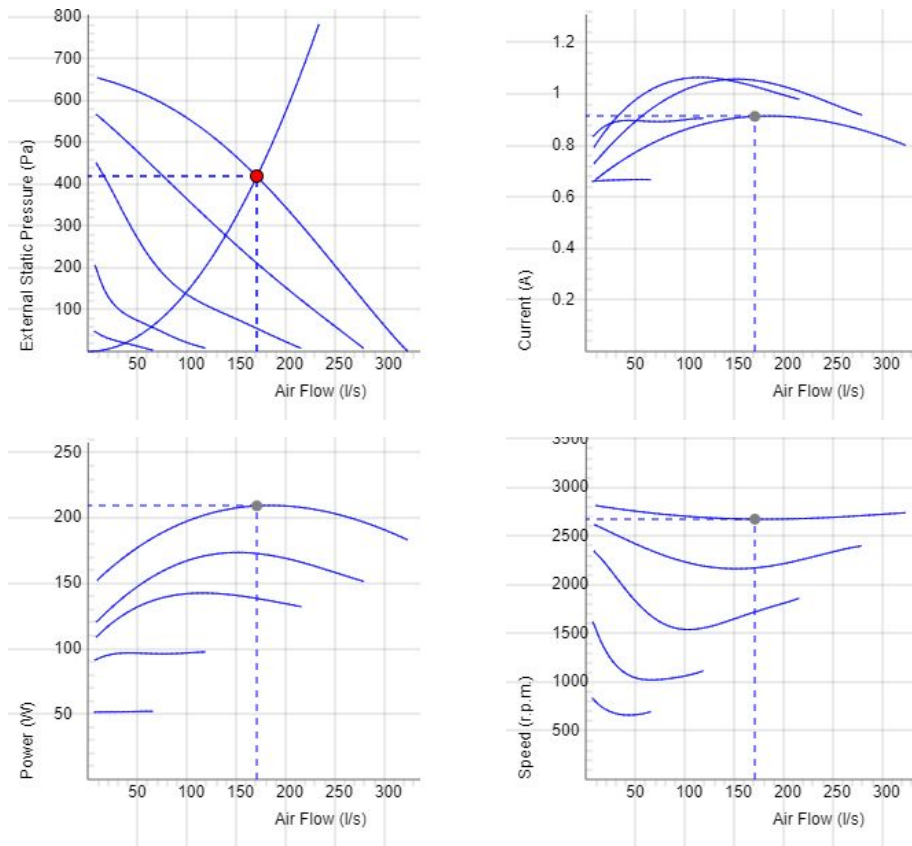 800
700
600
500
400
300
200
100
External Static Pressure (Pa)
50 100 150 200 250 300
Air Flow (l/s)
1.2
1
0.8
0.6
0.4
0.2
Current (A)
50 100 150 200 250 300
Air Flow (l/s)
250
200
150
100
50
Power (W)
50 100 150 200 250 300
Air Flow (l/s)
3500
3000
2500
2000
1500
1000
500
Speed (r.p.m.)
50 100 150 200 250 300
Air Flow (l/s)